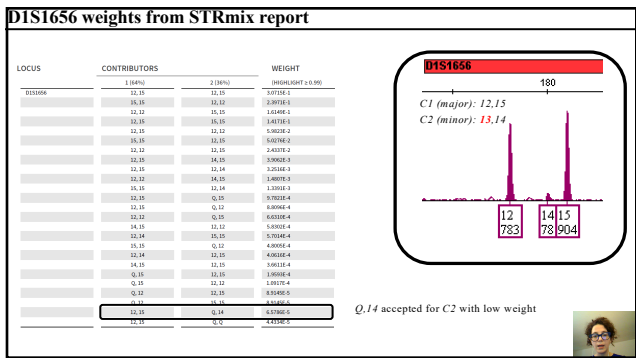 D1S1656 weights from STRmix report
LOCUS CONTRIBUTORS WEIGHT
1 (64%) 2 (36%) (HIGHLIGHT ≥ 0.99)
D1S1656 12, 15 12, 15 3.0715E-1
15, 15 12, 12 2.3971E-1
12, 12 15, 15 1.6149E-1
15, 15 12, 15 1.4171E-1
12, 15 12, 12 5.9823E-2
12, 15 15, 15 5.0276E-2
12, 12 12, 15 2.4337E-2
12, 15 14, 15 3.9062E-3
12, 15 12, 14 3.2516E-3
12, 12 14, 15 1.4807E-3
15, 15 12, 14 1.3391E-3
12, 15 Q, 15 9.7821E-4
12, 15 Q, 12 8.8096E-4
12, 12 Q, 15 6.6310E-4
14, 15 12, 12 5.8302E-4
12, 14 15, 15 5.7014E-4
15, 15 Q, 12 4.8005E-4
12, 14 12, 15 4.0616E-4
14, 15 12, 15 3.6611E-4
Q, 15 12, 15 1.9593E-4
Q, 15 12, 12 1.0917E-4
Q, 12 12, 15 8.9145E-5
Q, 12 15, 15 8.9145E-5
12, 15 Q, 14 6.5786E-5
12, 15 Q, Q 4.4334E-5
D1S1656
180
C1 (major): 12,15
C2 (minor): 13,14
12 14 15
783 78 904
Q,14 accepted for C2 with low weight